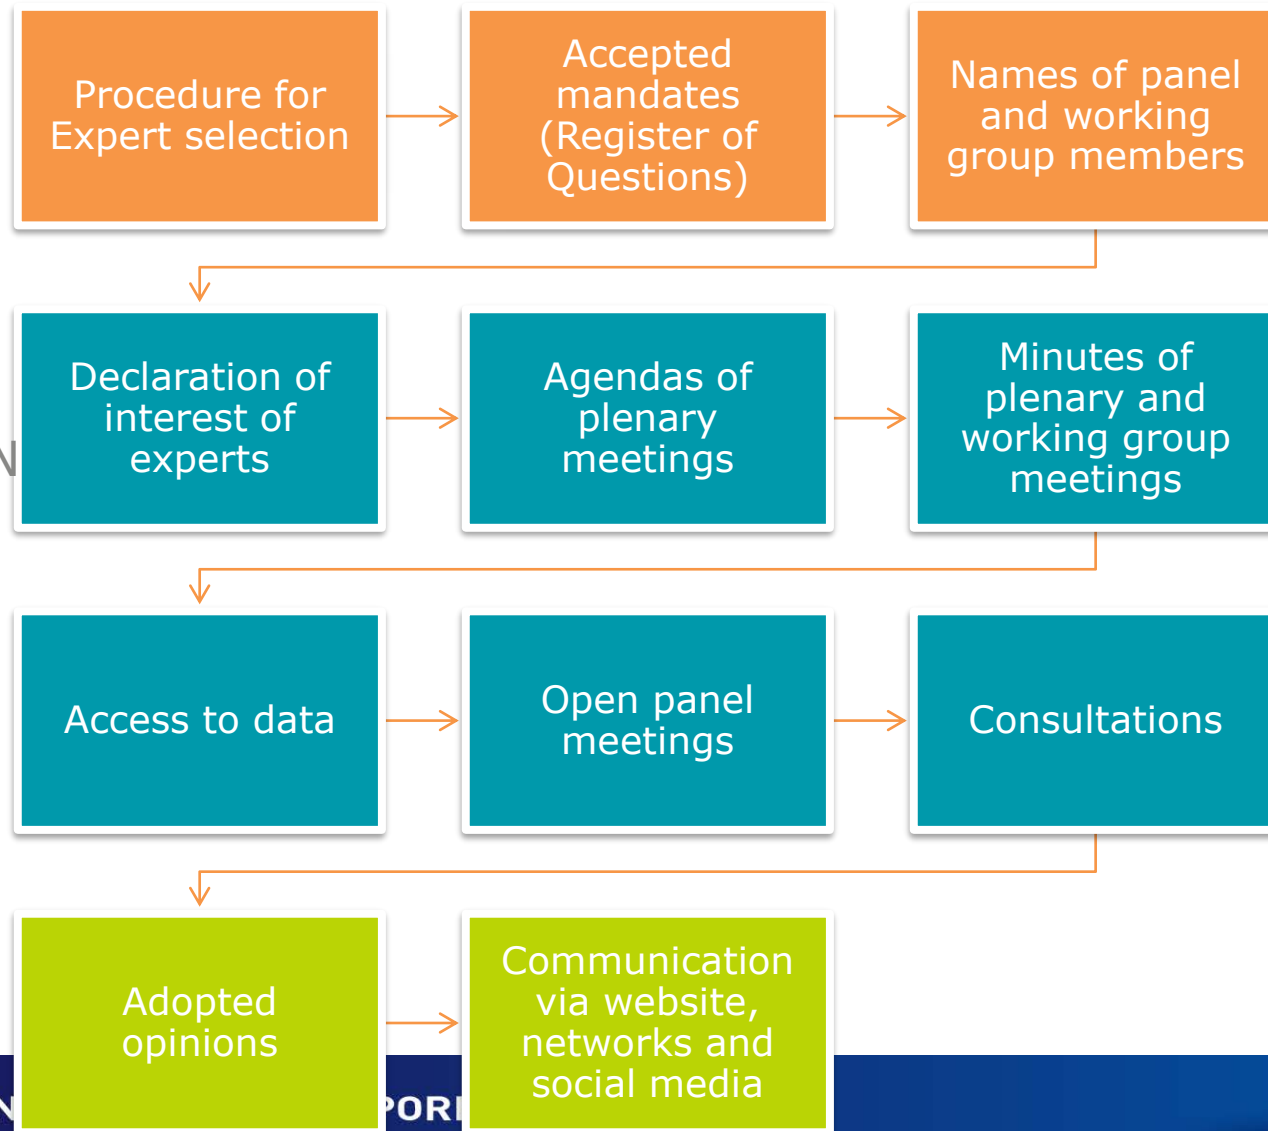 Procedure for
Expert selection
Accepted
mandates
(Register of
Questions)
Names of panel
and working
group members
Declaration of
interest of
experts
Agendas of
plenary
meetings
Minutes of
plenary and
working group
meetings
N
Access to data
Open panel
meetings
Consultations
Adopted
opinions
Communication
via website,
networks and
social media